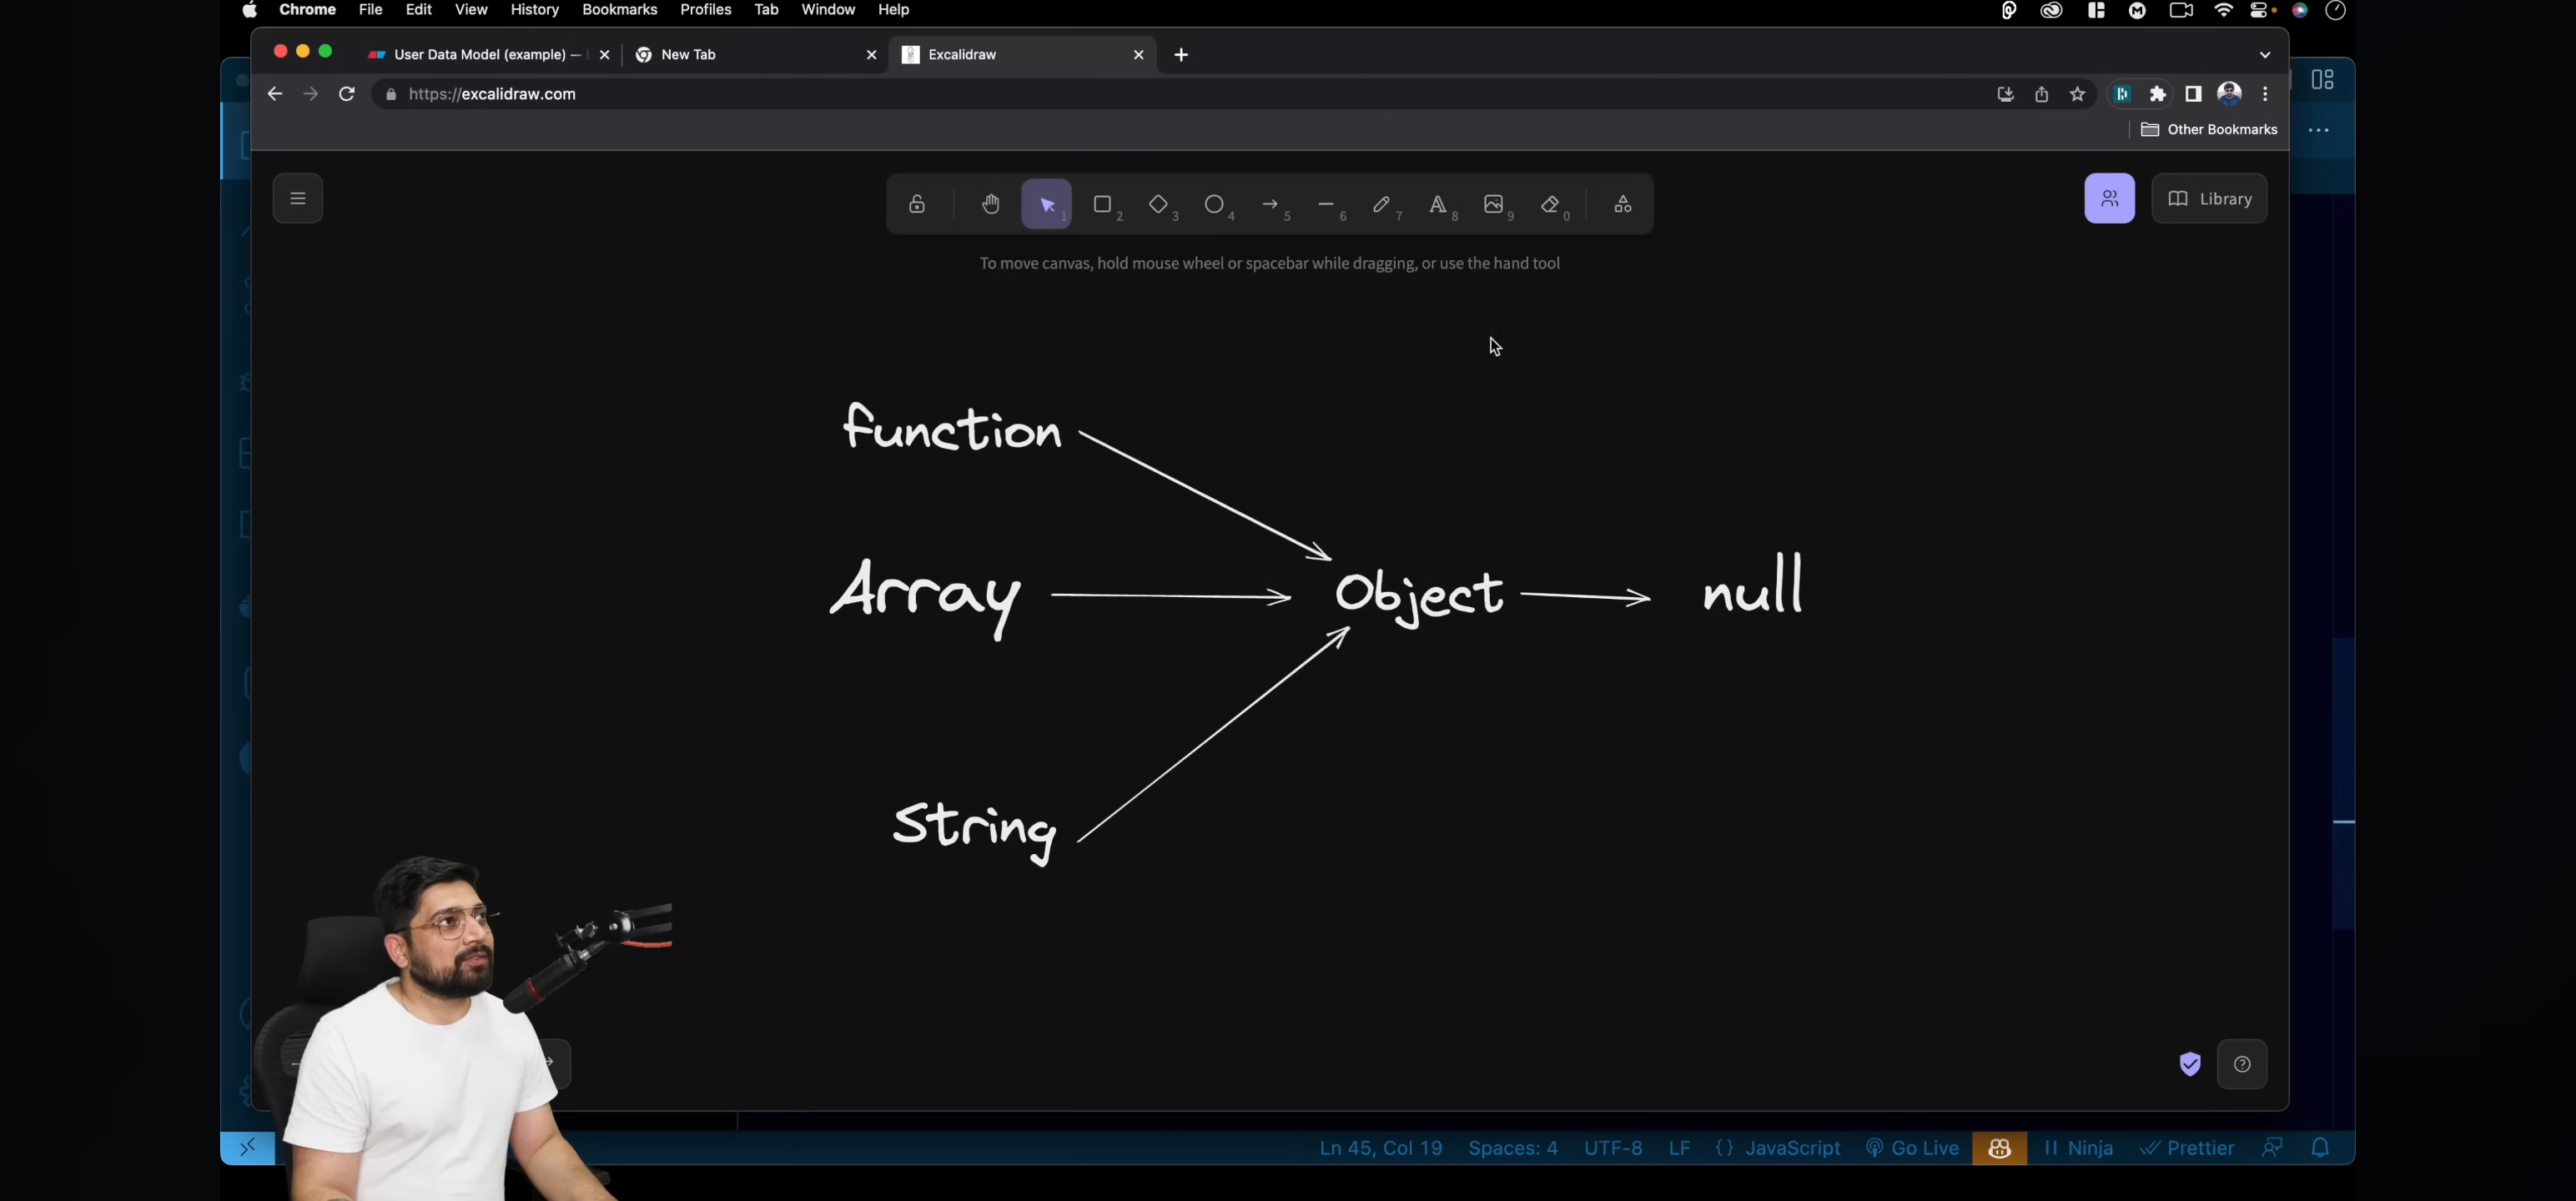 Chrome File Edit View History Bookmarks Profiles Tab Window Help
User Data Model (example) —
New Tab
Excalidraw
https://excalidraw.com
Other Bookmarks
1 2 3 4 5 6 7 8 9 0
Library
To move canvas, hold mouse wheel or spacebar while dragging, or use the hand tool
function
Array
Object
null
String
Ln 45, Col 19 Spaces: 4 UTF-8 LF {} JavaScript Go Live Ninja Prettier